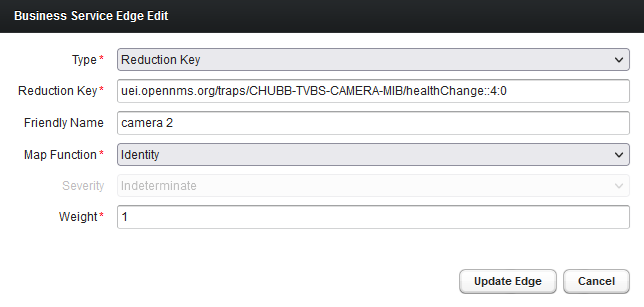 Business Service Edge Edit
Type * Reduction Key
Reduction Key * uei.opennms.org/traps/CHUBB-TVBS-CAMERA-MIB/healthChange::4:0
Friendly Name camera 2
Map Function * Identity
Severity Indeterminate
Weight * 1
Update Edge Cancel